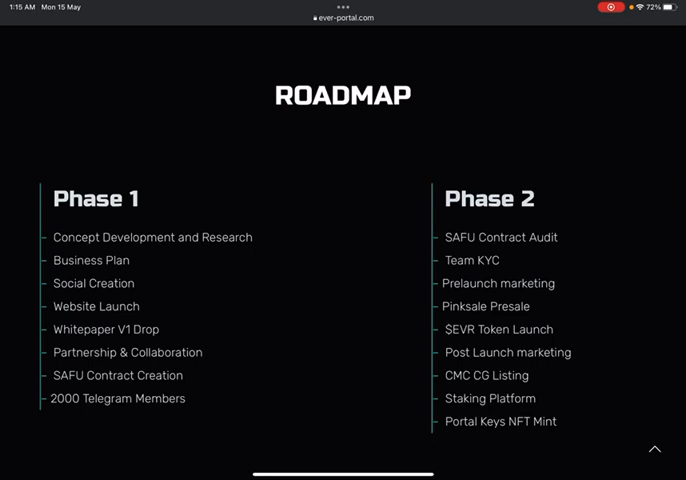 1:15 AM Mon 15 May
72%
ever-portal.com
ROADMAP
Phase 1
Concept Development and Research
Business Plan
Social Creation
Website Launch
Whitepaper V1 Drop
Partnership & Collaboration
SAFU Contract Creation
2000 Telegram Members
Phase 2
SAFU Contract Audit
Team KYC
Prelaunch marketing
Pinksale Presale
$EVR Token Launch
Post Launch marketing
CMC CG Listing
Staking Platform
Portal Keys NFT Mint